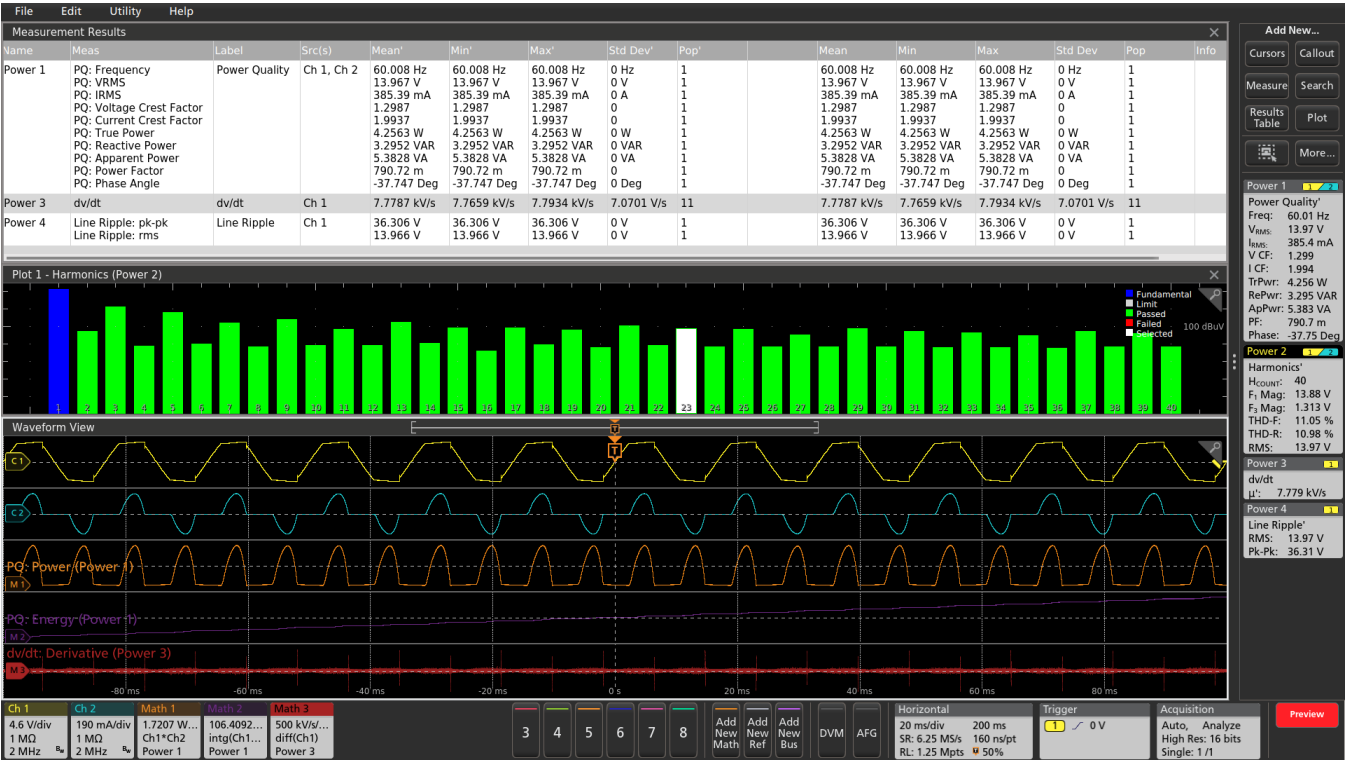 File Edit Utility Help
Measurement Results
Name Meas Label Src(s) Mean' Min' Max' Std Dev' Pop' Mean Min Max Std Dev Pop Info
Power 1 PQ: Frequency Power Quality Ch 1, Ch 2 60.008 Hz 60.008 Hz 60.008 Hz 0 Hz 1 60.008 Hz 60.008 Hz 60.008 Hz 0 Hz 1
PQ: VRMS 13.967 V 13.967 V 13.967 V 0 V 1 13.967 V 13.967 V 13.967 V 0 V 1
PQ: IRMS 385.39 mA 385.39 mA 385.39 mA 0 A 1 385.39 mA 385.39 mA 385.39 mA 0 A 1
PQ: Voltage Crest Factor 1.2987 1.2987 1.2987 0 1 1.2987 1.2987 1.2987 0 1
PQ: Current Crest Factor 1.9937 1.9937 1.9937 0 1 1.9937 1.9937 1.9937 0 1
PQ: True Power 4.2563 W 4.2563 W 4.2563 W 0 W 1 4.2563 W 4.2563 W 4.2563 W 0 W 1
PQ: Reactive Power 3.2952 VAR 3.2952 VAR 3.2952 VAR 0 VAR 1 3.2952 VAR 3.2952 VAR 3.2952 VAR 0 VAR 1
PQ: Apparent Power 5.3828 VA 5.3828 VA 5.3828 VA 0 VA 1 5.3828 VA 5.3828 VA 5.3828 VA 0 VA 1
PQ: Power Factor 790.72 m 790.72 m 790.72 m 0 1 790.72 m 790.72 m 790.72 m 0 1
PQ: Phase Angle -37.747 Deg -37.747 Deg -37.747 Deg 0 Deg 1 -37.747 Deg -37.747 Deg -37.747 Deg 0 Deg 1
Power 3 dv/dt dv/dt Ch 1 7.7787 kV/s 7.7659 kV/s 7.7934 kV/s 7.0701 V/s 11 7.7787 kV/s 7.7659 kV/s 7.7934 kV/s 7.0701 V/s 11
Power 4 Line Ripple: pk-pk Line Ripple Ch 1 36.306 V 36.306 V 36.306 V 0 V 1 36.306 V 36.306 V 36.306 V 0 V 1
Line Ripple: rms 13.966 V 13.966 V 13.966 V 0 V 1 13.966 V 13.966 V 13.966 V 0 V 1
Plot 1 - Harmonics (Power 2)
Fundamental
Limit
Passed
Failed
Selected
100 dBuV
1 2 3 4 5 6 7 8 9 10 11 12 13 14 15 16 17 18 19 20 21 22 23 24 25 26 27 28 29 30 31 32 33 34 35 36 37 38 39 40
Waveform View
T
T
C 1
C 2
PQ: Power (Power 1)
M 1
PQ: Energy (Power 1)
M 2
dv/dt: Derivative (Power 3)
M 3
-80 ms -60 ms -40 ms -20 ms 0 s 20 ms 40 ms 60 ms 80 ms
Add New...
Cursors Callout
Measure Search
Results Table Plot
More...
Power 1 1 2
Power Quality'
Freq: 60.01 Hz
VRMS: 13.97 V
IRMS: 385.4 mA
V CF: 1.299
I CF: 1.994
TrPwr: 4.256 W
RePwr: 3.295 VAR
ApPwr: 5.383 VA
PF: 790.7 m
Phase: -37.75 Deg
Power 2 1 2
Harmonics'
HCOUNT: 40
F1 Mag: 13.88 V
F3 Mag: 1.313 V
THD-F: 11.05 %
THD-R: 10.98 %
RMS: 13.97 V
Power 3 1
dv/dt
µ': 7.779 kV/s
Power 4 1
Line Ripple'
RMS: 13.97 V
Pk-Pk: 36.31 V
Ch 1
4.6 V/div
1 MΩ
2 MHz Bw
Ch 2
190 mA/div
1 MΩ
2 MHz Bw
Math 1
1.7207 W...
Ch1*Ch2
Power 1
Math 2
106.4092...
intg(Ch1...
Power 1
Math 3
500 kV/s/...
diff(Ch1)
Power 3
3 4 5 6 7 8
Add New Math
Add New Ref
Add New Bus
DVM AFG
Horizontal
20 ms/div 200 ms
SR: 6.25 MS/s 160 ns/pt
RL: 1.25 Mpts 50%
Trigger
1 0 V
Acquisition
Auto, Analyze
High Res: 16 bits
Single: 1 /1
Preview